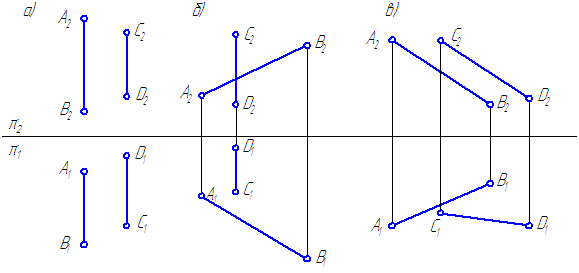 а) б) в)
A2 C2 C2 B2 A2 C2
B2 D2 A2 D2 B2 D2
π2
π1
A1 D1 D1 A1 B1
B1 C1 C1 B1 A1 C1 D1